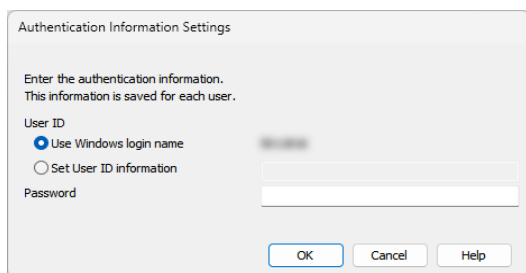 Authentication Information Settings
Enter the authentication information.
This information is saved for each user.
User ID
Use Windows login name
Set User ID information
Password
OK Cancel Help